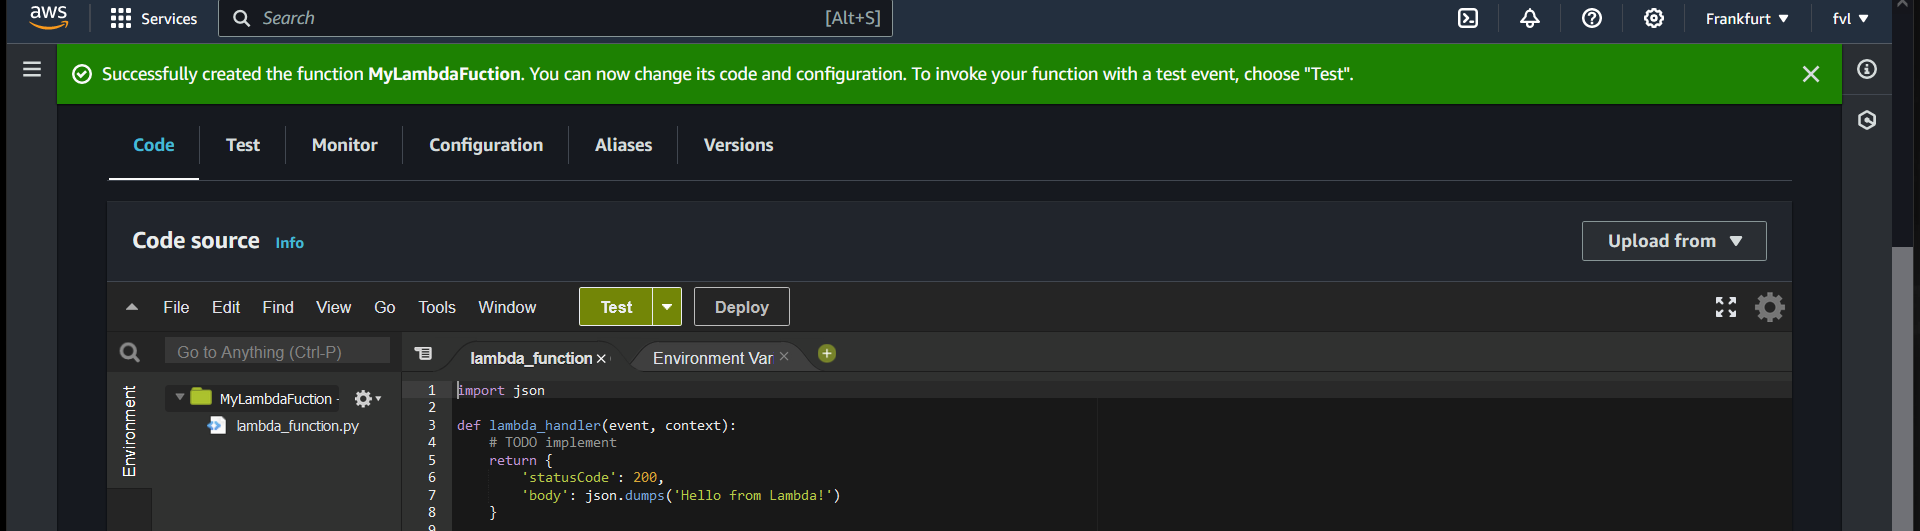 aws Services Search [Alt+S] Frankfurt fvl
Successfully created the function MyLambdaFuction. You can now change its code and configuration. To invoke your function with a test event, choose "Test".
Code Test Monitor Configuration Aliases Versions
Code source Info Upload from
File Edit Find View Go Tools Window Test Deploy
Go to Anything (Ctrl-P) lambda_function Environment Var
Environment
MyLambdaFuction -
lambda_function.py
1 import json
2
3 def lambda_handler(event, context):
4     # TODO implement
5     return {
6         'statusCode': 200,
7         'body': json.dumps('Hello from Lambda!')
8     }
9